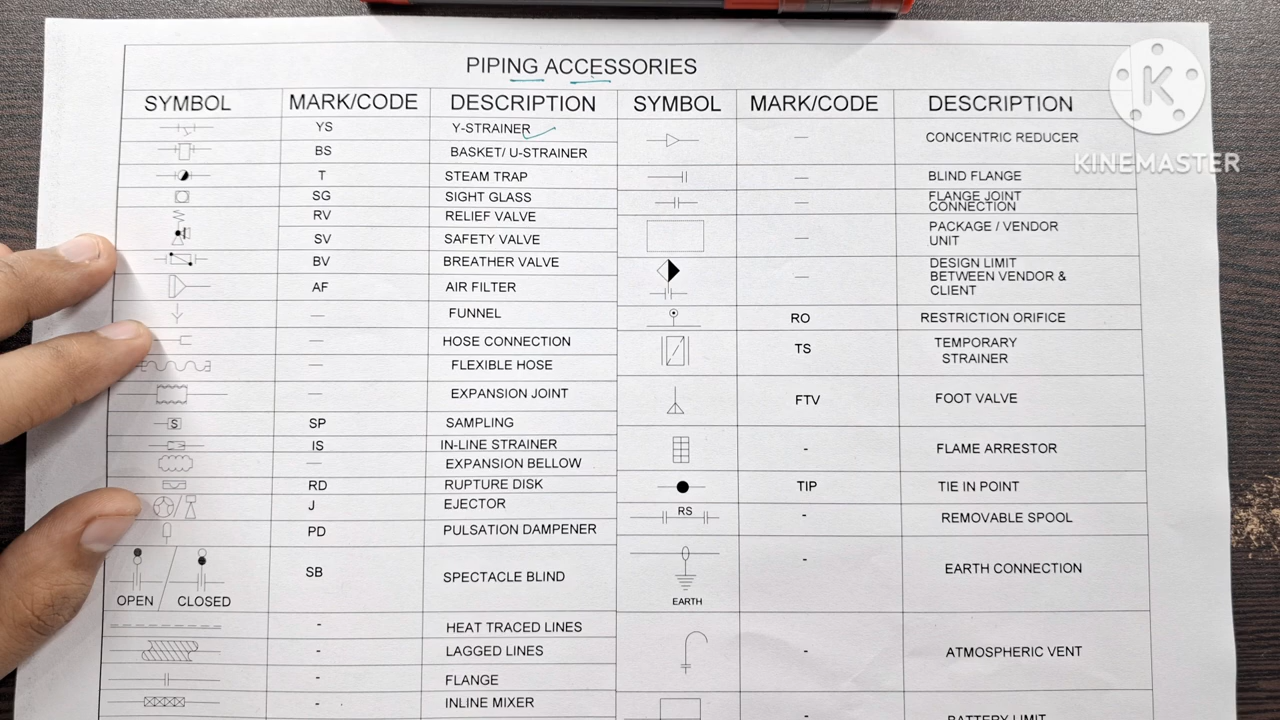 PIPING ACCESSORIES
SYMBOL MARK/CODE DESCRIPTION SYMBOL MARK/CODE DESCRIPTION
YS Y-STRAINER
BS BASKET/ U-STRAINER
T STEAM TRAP
SG SIGHT GLASS
RV RELIEF VALVE
SV SAFETY VALVE
BV BREATHER VALVE
AF AIR FILTER
— FUNNEL
— HOSE CONNECTION
— FLEXIBLE HOSE
— EXPANSION JOINT
S SP SAMPLING
IS IN-LINE STRAINER
— EXPANSION BELLOW
RD RUPTURE DISK
J EJECTOR
PD PULSATION DAMPENER
SB SPECTACLE BLIND
OPEN / CLOSED
- HEAT TRACED LINES
- LAGGED LINES
- FLANGE
- INLINE MIXER
— CONCENTRIC REDUCER
— BLIND FLANGE
— FLANGE JOINT
CONNECTION
— PACKAGE / VENDOR
UNIT
DESIGN LIMIT
— BETWEEN VENDOR &
CLIENT
RO RESTRICTION ORIFICE
TS TEMPORARY
STRAINER
FTV FOOT VALVE
- FLAME ARRESTOR
TIP TIE IN POINT
RS - REMOVABLE SPOOL
- EARTH CONNECTION
EARTH
- ATMOSPHERIC VENT
- BATTERY LIMIT
K
KINEMASTER